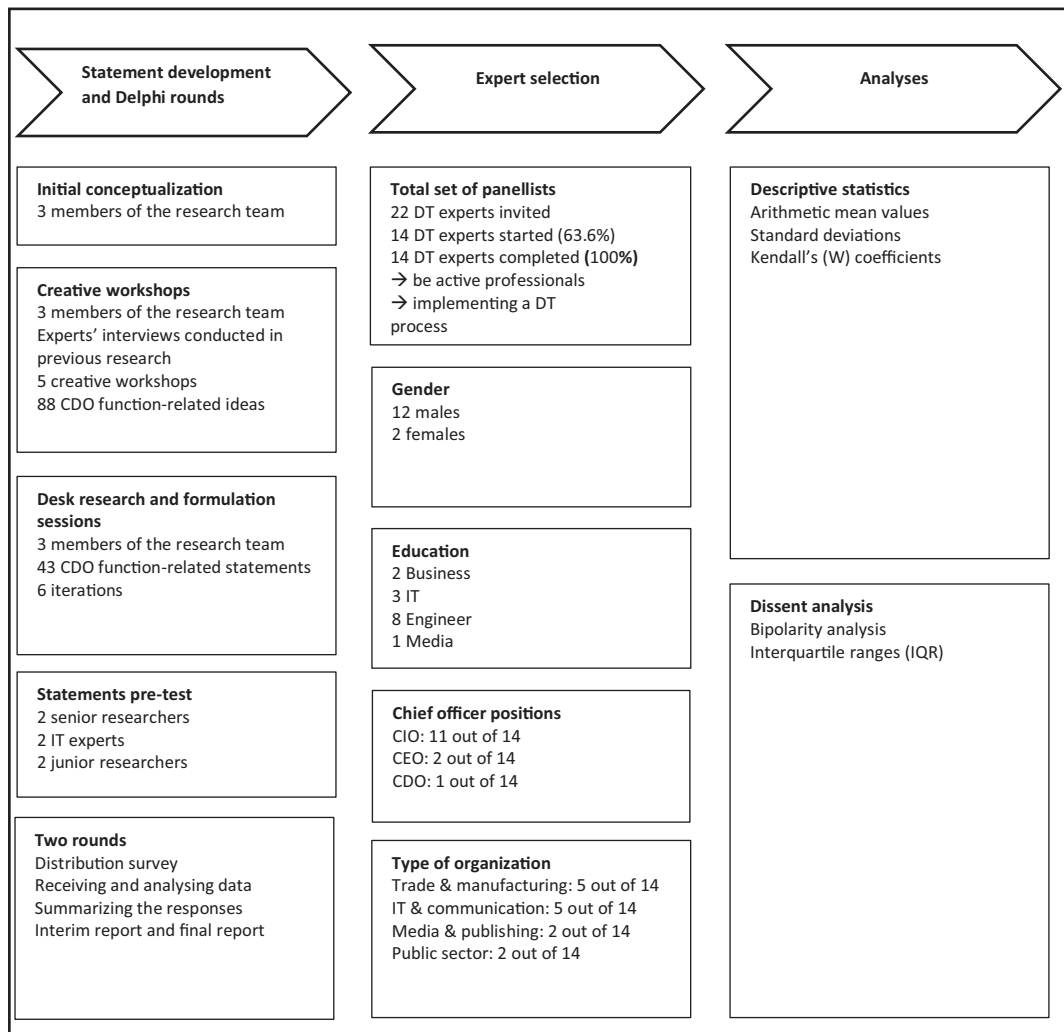 Statement development
and Delphi rounds
Expert selection
Analyses
Initial conceptualization
3 members of the research team
Creative workshops
3 members of the research team
Experts' interviews conducted in
previous research
5 creative workshops
88 CDO function-related ideas
Desk research and formulation
sessions
3 members of the research team
43 CDO function-related statements
6 iterations
Statements pre-test
2 senior researchers
2 IT experts
2 junior researchers
Two rounds
Distribution survey
Receiving and analysing data
Summarizing the responses
Interim report and final report
Total set of panellists
22 DT experts invited
14 DT experts started (63.6%)
14 DT experts completed (100%)
→ be active professionals
→ implementing a DT
process
Gender
12 males
2 females
Education
2 Business
3 IT
8 Engineer
1 Media
Chief officer positions
CIO: 11 out of 14
CEO: 2 out of 14
CDO: 1 out of 14
Type of organization
Trade & manufacturing: 5 out of 14
IT & communication: 5 out of 14
Media & publishing: 2 out of 14
Public sector: 2 out of 14
Descriptive statistics
Arithmetic mean values
Standard deviations
Kendall's (W) coefficients
Dissent analysis
Bipolarity analysis
Interquartile ranges (IQR)